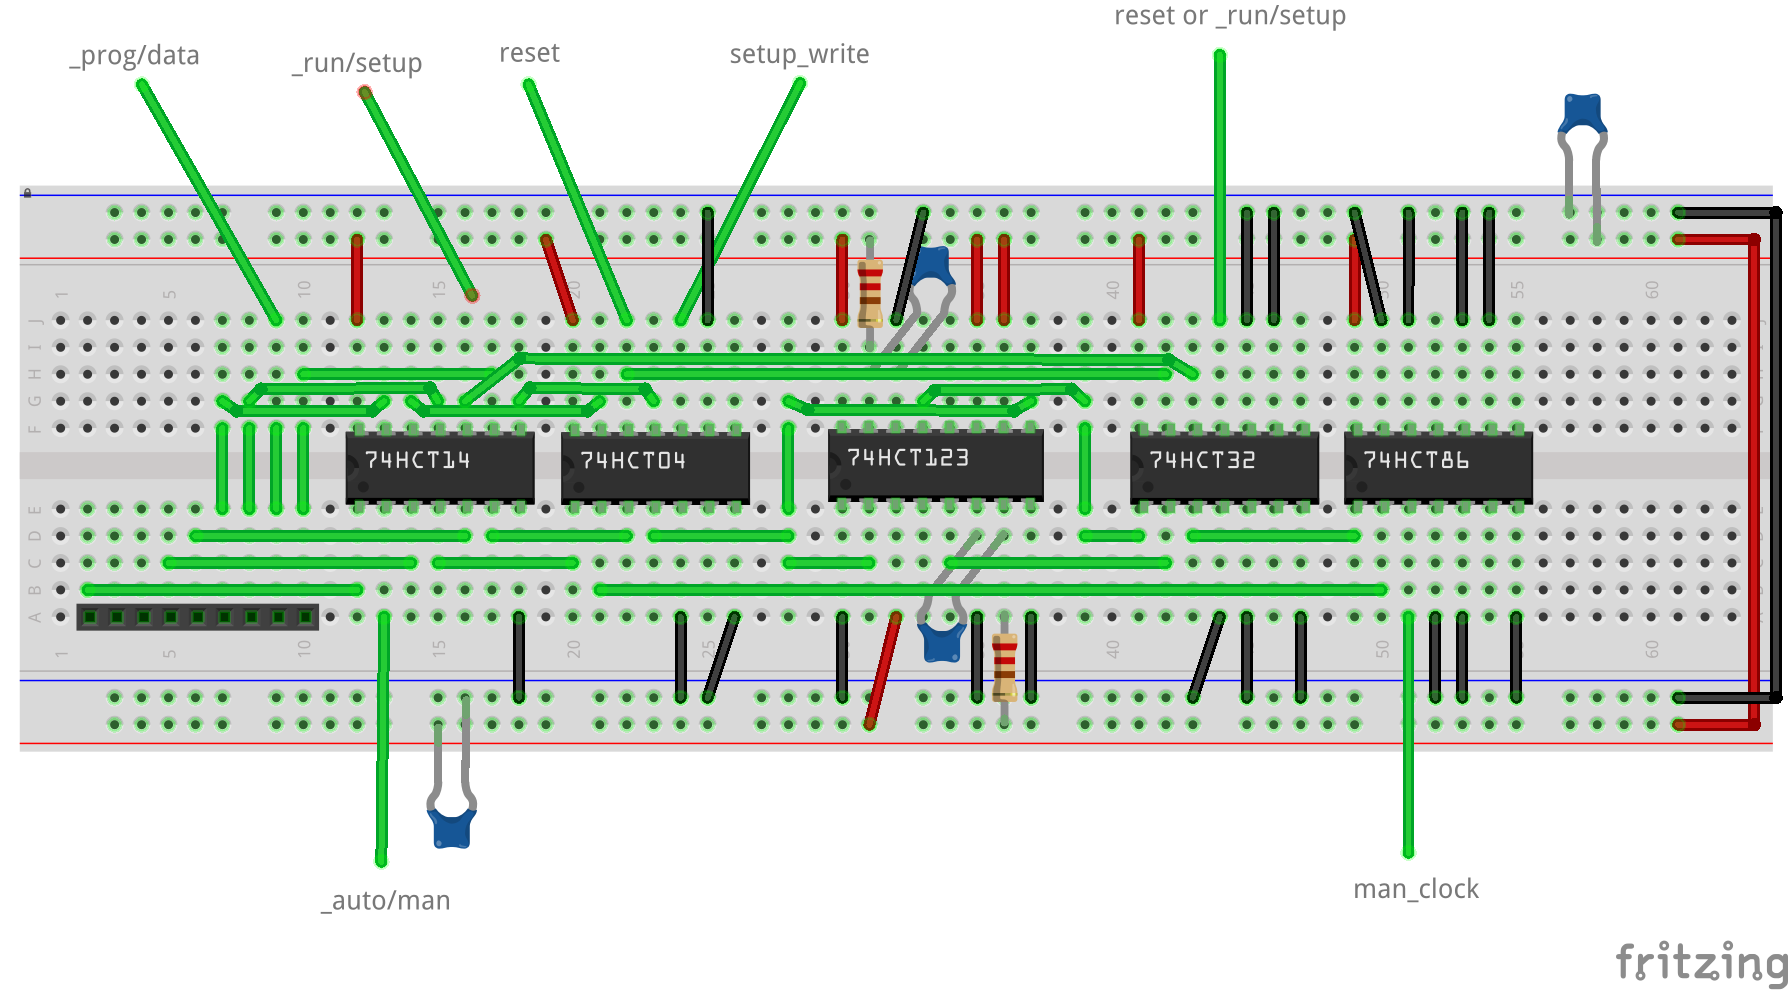 reset or _run/setup
_prog/data
_run/setup
reset
setup_write
1 5 10 15 20 40 50 55 60
J
I
H
G
F
74HCT14
74HCT04
74HCT123
74HCT32
74HCT86
E
D
C
B
A
1 5 10 15 20 25 40 50 60
_auto/man
man_clock
fritzing